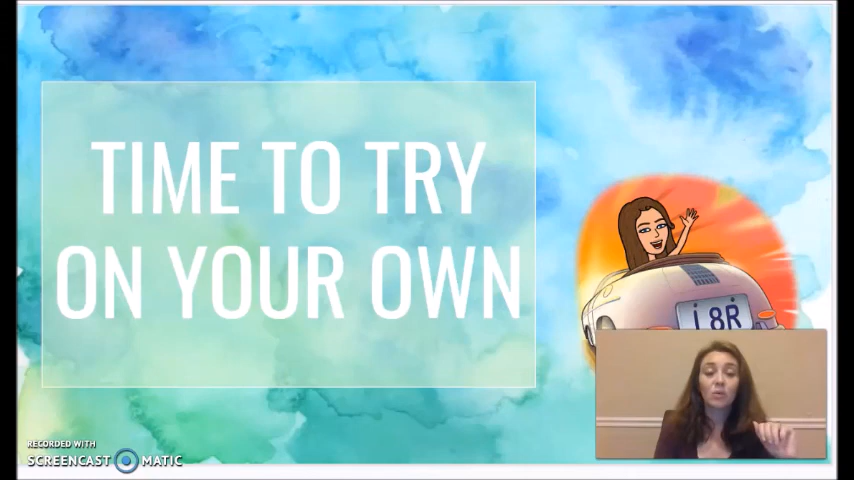 TIME TO TRY
ON YOUR OWN
L8R
RECORDED WITH
SCREENCAST MATIC